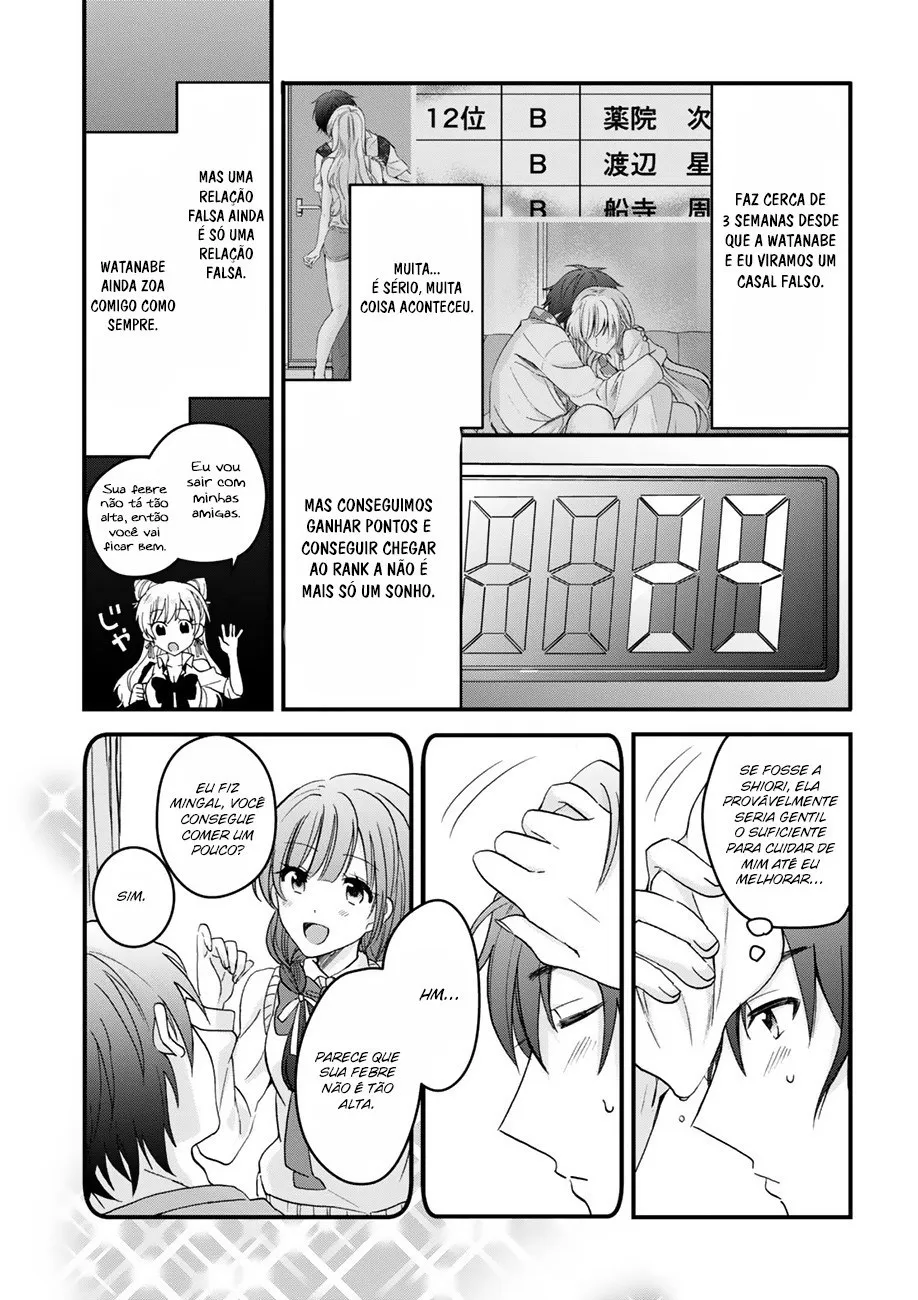 12位 B 薬院 次
B 渡辺 星
B 船寺 周
FAZ CERCA DE
3 SEMANAS DESDE
QUE A WATANABE
E EU VIRAMOS UM
CASAL FALSO.
MUITA...
É SÉRIO, MUITA
COISA ACONTECEU.
MAS CONSEGUIMOS
GANHAR PONTOS E
CONSEGUIR CHEGAR
AO RANK A NÃO É
MAIS SÓ UM SONHO.
29
MAS UMA
RELAÇÃO
FALSA AINDA
É SÓ UMA
RELAÇÃO
FALSA.
WATANABE
AINDA ZOA
COMIGO COMO
SEMPRE.
Eu vou
sair com
minhas
amigas.
Sua febre
não tá tão
alta, então
você vai
ficar bem.
じゃ
SE FOSSE A
SHIORI, ELA
PROVÁVELMENTE
SERIA GENTIL
O SUFICIENTE
PARA CUIDAR DE
MIM ATÉ EU
MELHORAR...
HM...
PARECE QUE
SUA FEBRE
NÃO É TÃO
ALTA.
EU FIZ
MINGAL, VOCÊ
CONSEGUE
COMER UM
POUCO?
SIM.